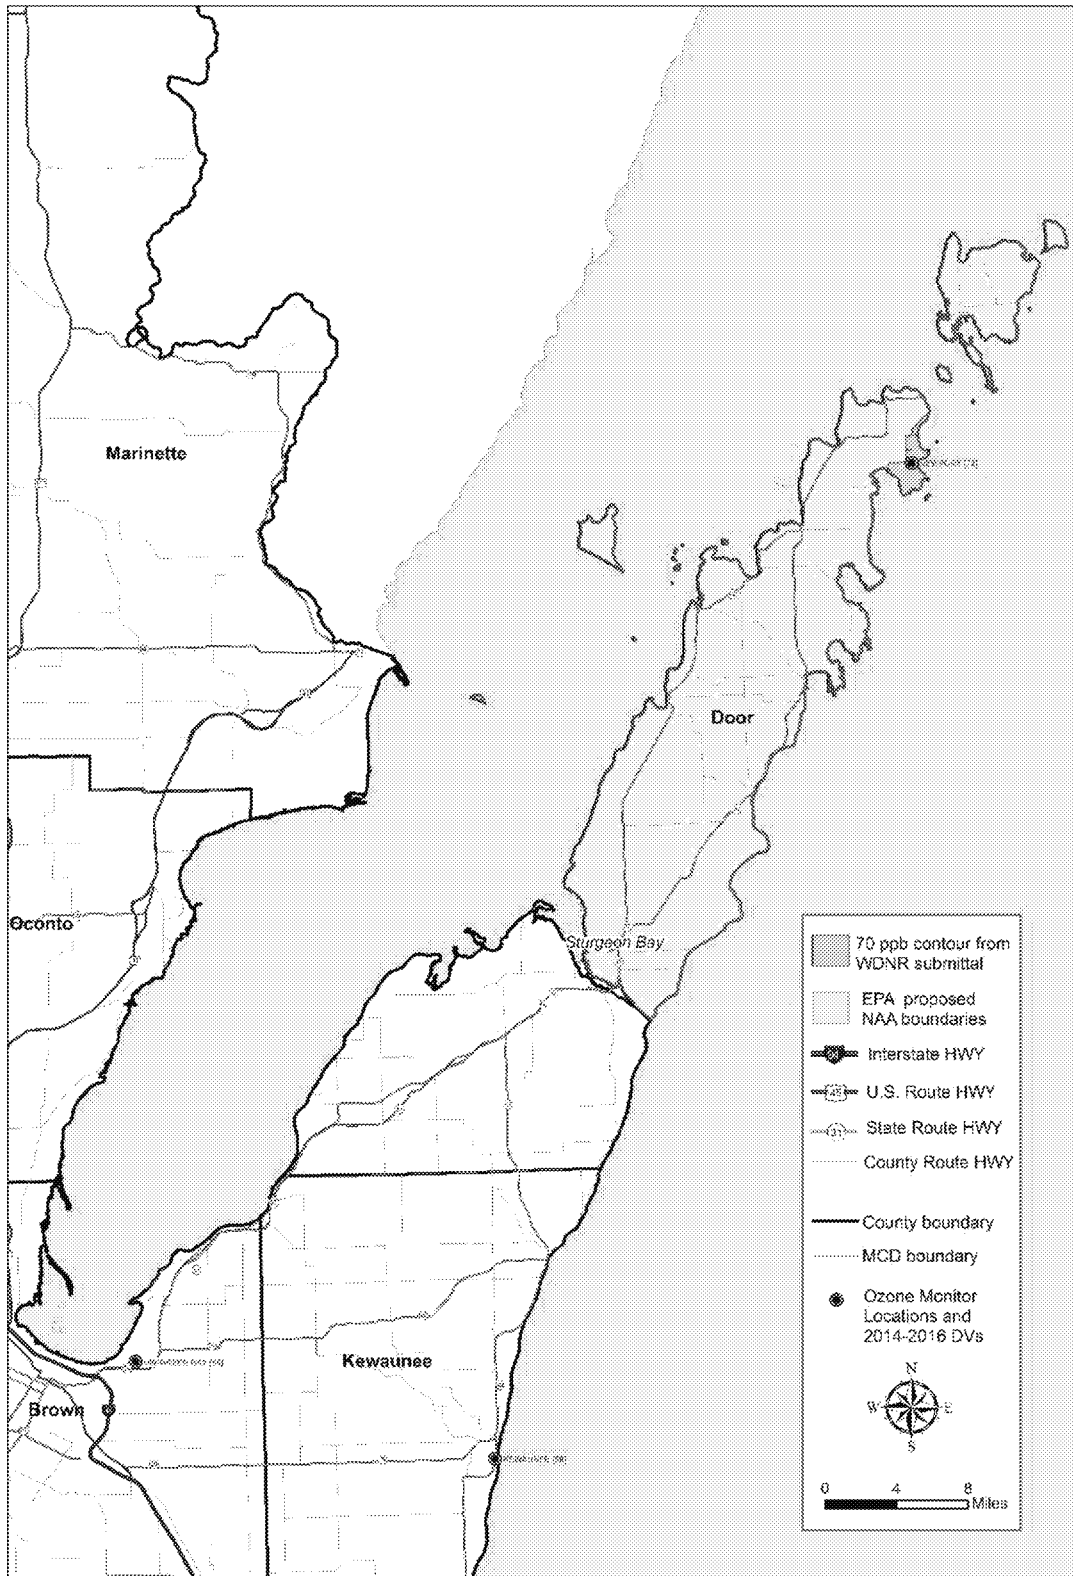 Marinette
Door
Oconto
Sturgeon Bay
Kewaunee
Brown
70 ppb contour from
WDNR submittal
EPA proposed
NAA boundaries
Interstate HWY
U.S. Route HWY
State Route HWY
County Route HWY
County boundary
MCD boundary
Ozone Monitor
Locations and
2014-2016 DVs
N
W E
S
0 4 8
Miles